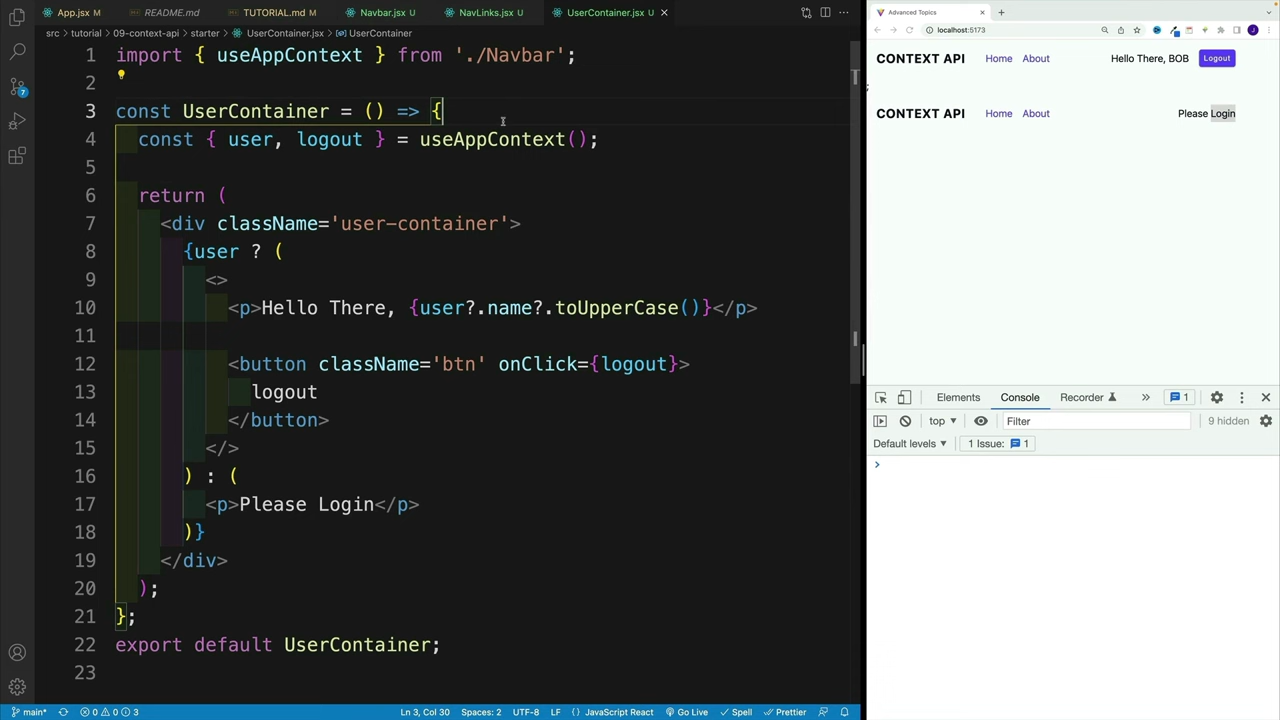 App.jsx M
README.md
TUTORIAL.md M
Navbar.jsx U
NavLinks.jsx U
UserContainer.jsx U
src > tutorial > 09-context-api > starter > UserContainer.jsx > UserContainer
1 import { useAppContext } from './Navbar';
2
3 const UserContainer = () => {
4 const { user, logout } = useAppContext();
5
6 return (
7 <div className='user-container'>
8 {user ? (
9 <>
10 <p>Hello There, {user?.name?.toUpperCase()}</p>
11
12 <button className='btn' onClick={logout}>
13 logout
14 </button>
15 </>
16 ) : (
17 <p>Please Login</p>
18 )}
19 </div>
20 );
21 };
22 export default UserContainer;
23
7
main* 0 0 3 Ln 3, Col 30 Spaces: 2 UTF-8 LF JavaScript React Go Live Spell Prettier
Advanced Topics
localhost:5173
CONTEXT API Home About Hello There, BOB Logout
;
CONTEXT API Home About Please Login
Elements Console Recorder » 1
top Filter 9 hidden
Default levels 1 Issue: 1